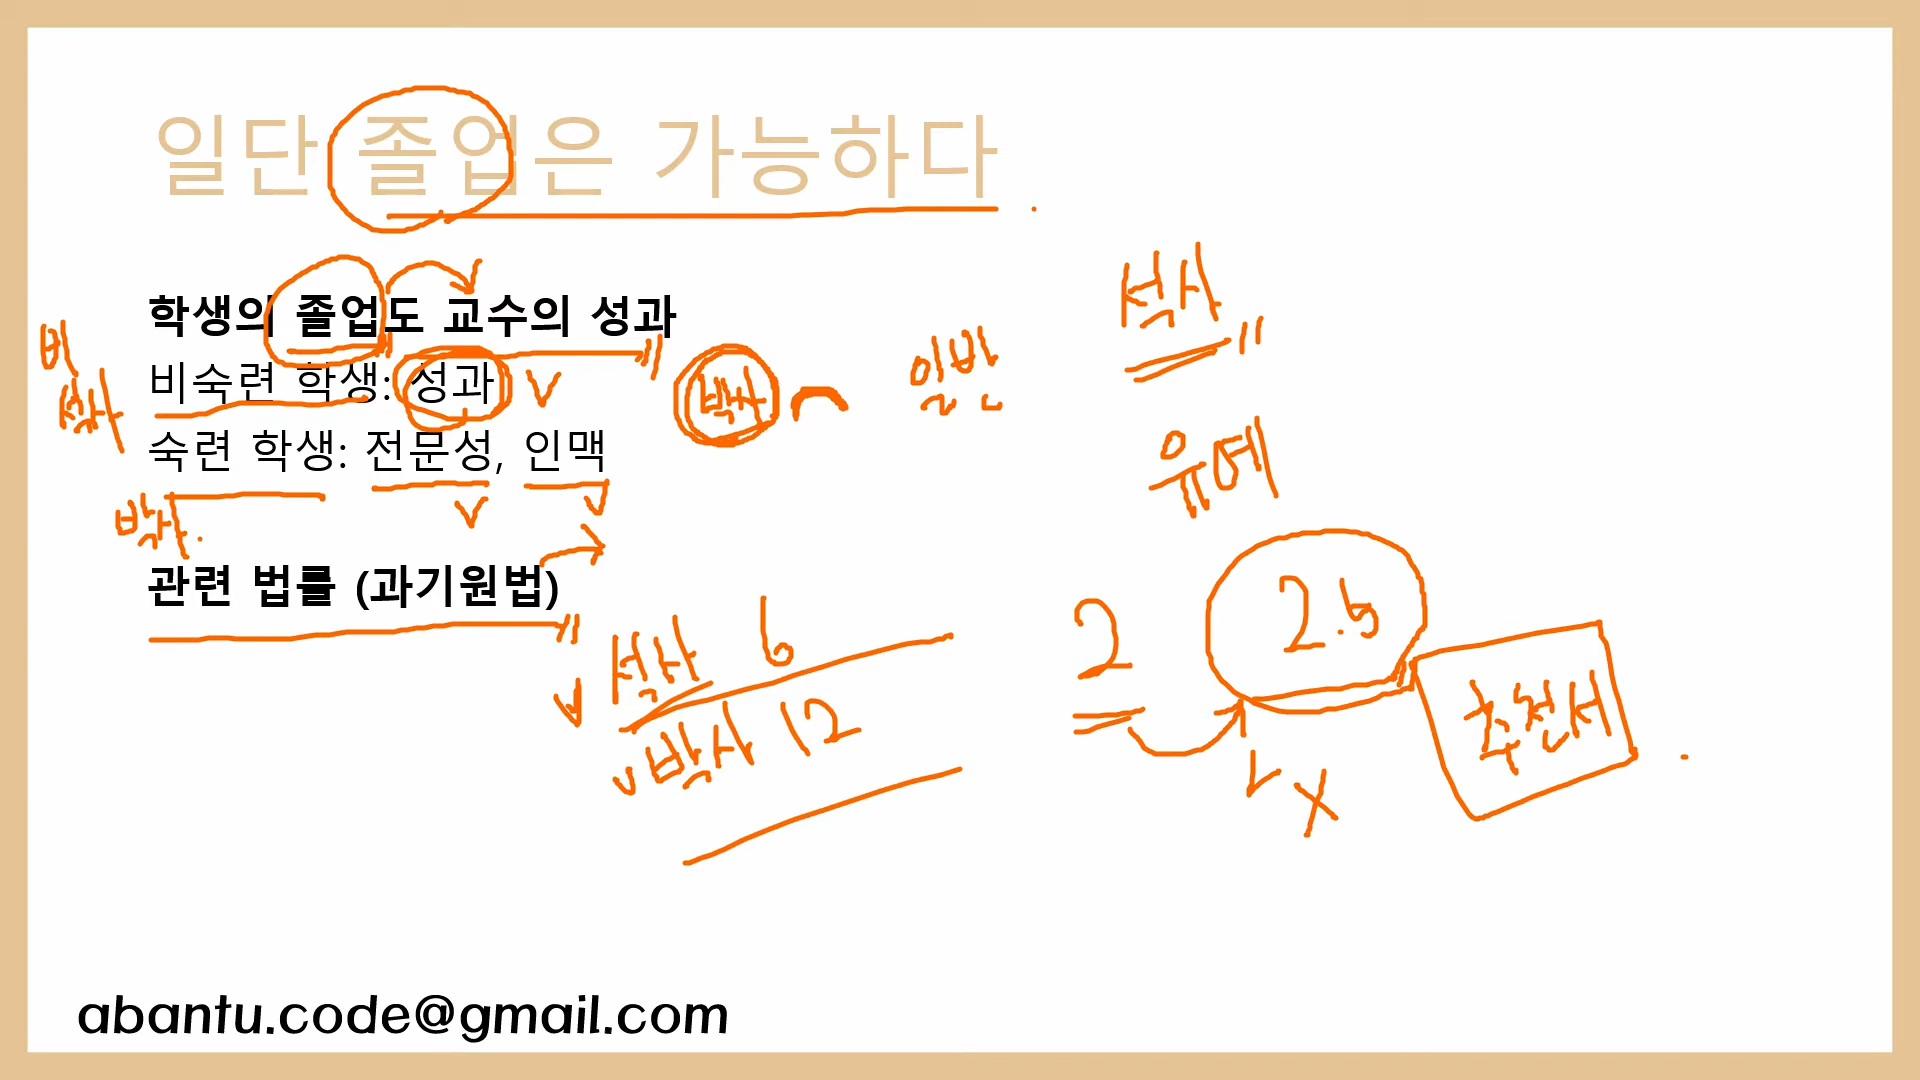 일단 졸업은 가능하다
학생의 졸업도 교수의 성과
비숙련 학생: 성과
숙련 학생: 전문성, 인맥
관련 법률 (과기원법)
석사
석사
박사
일반
유예
박사
석사 6
박사 12
2
2.5
추천서
abantu.code@gmail.com